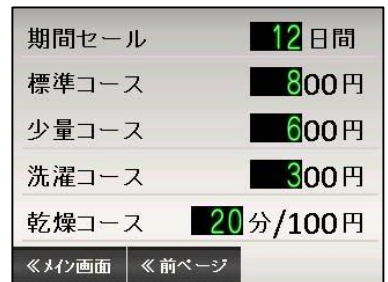 期間セール 12日間
標準コース 800円
少量コース 600円
洗濯コース 300円
乾燥コース 20分/100円
≪メイン画面 ≪前ページ